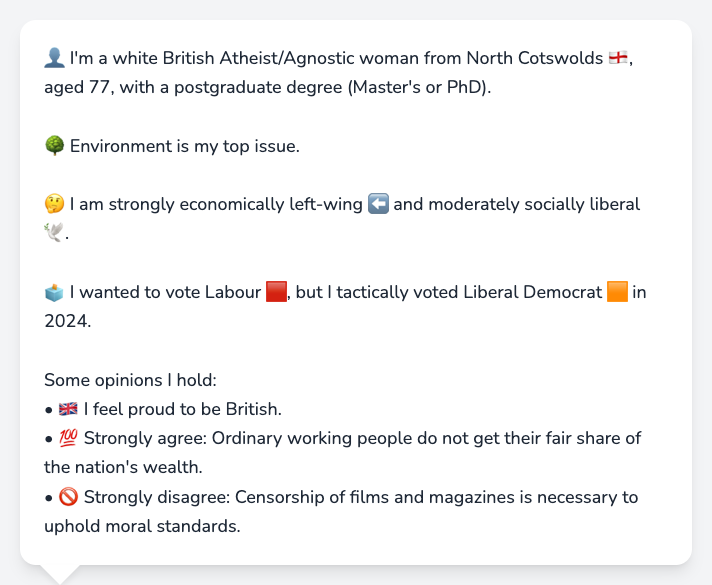 👤 I'm a white British Atheist/Agnostic woman from North Cotswolds 🏴󠁧󠁢󠁥󠁮󠁧󠁿,
aged 77, with a postgraduate degree (Master's or PhD).
🌳 Environment is my top issue.
🤔 I am strongly economically left-wing ⬅️ and moderately socially liberal
🕊️.
🗳️ I wanted to vote Labour 🟥, but I tactically voted Liberal Democrat 🟧 in
2024.
Some opinions I hold:
• 🇬🇧 I feel proud to be British.
• 💯 Strongly agree: Ordinary working people do not get their fair share of
the nation's wealth.
• 🚫 Strongly disagree: Censorship of films and magazines is necessary to
uphold moral standards.